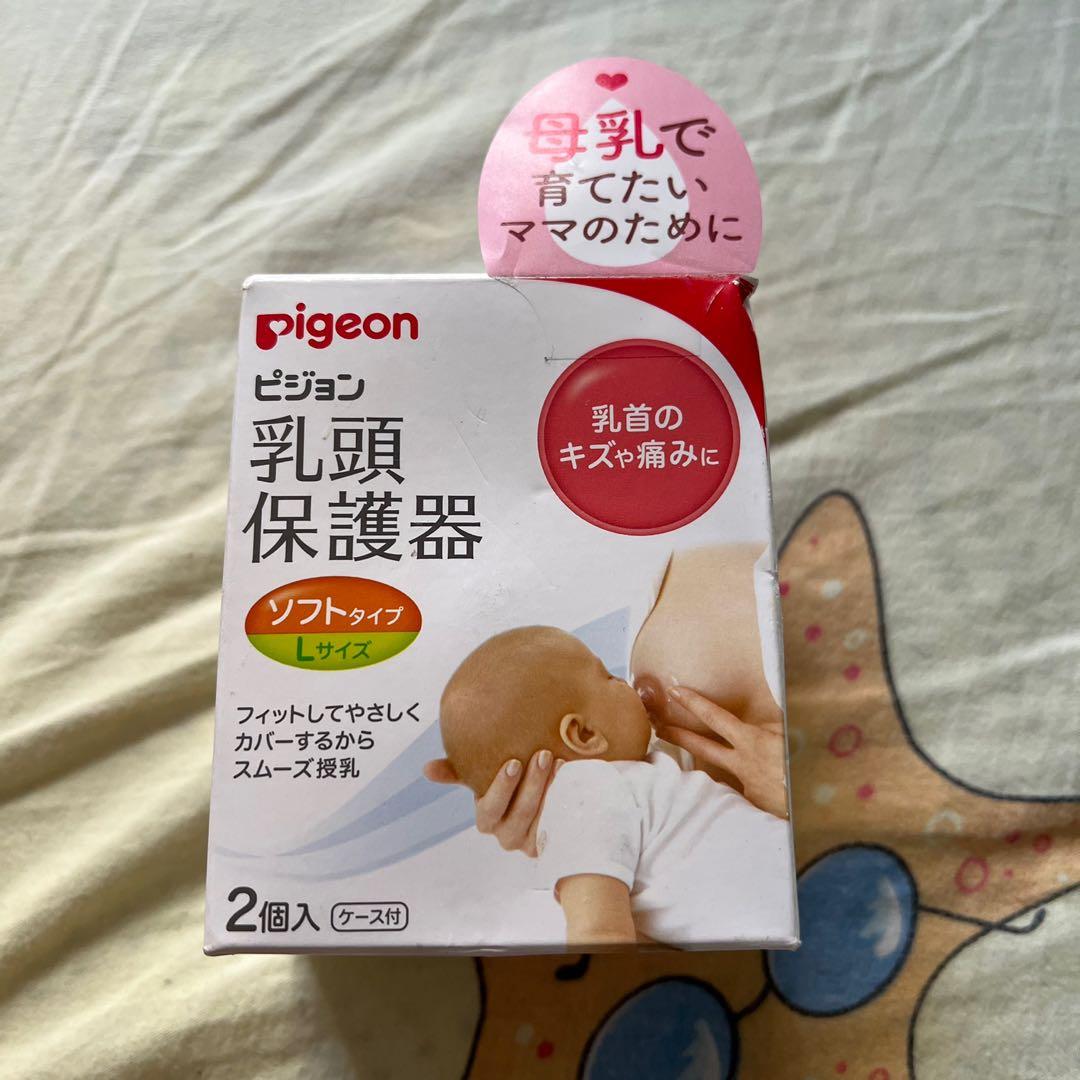 母乳で
育てたい
ママのために
pigeon
ピジョン
乳頭
保護器
乳首の
キズや痛みに
ソフトタイプ
Lサイズ
フィットしてやさしく
カバーするから
スムーズ授乳
2個入 ケース付